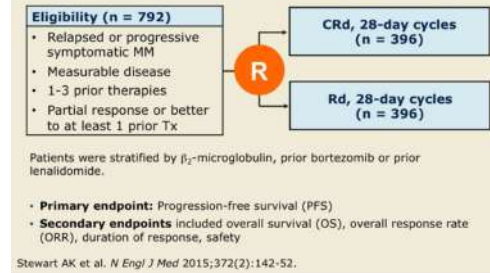 Eligibility (n = 792)
• Relapsed or progressive
symptomatic MM
• Measurable disease
• 1-3 prior therapies
• Partial response or better
to at least 1 prior Tx
R
CRd, 28-day cycles
(n = 396)
Rd, 28-day cycles
(n = 396)
Patients were stratified by β₂-microglobulin, prior bortezomib or prior
lenalidomide.
• Primary endpoint: Progression-free survival (PFS)
• Secondary endpoints included overall survival (OS), overall response rate
(ORR), duration of response, safety
Stewart AK et al. N Engl J Med 2015;372(2):142-52.